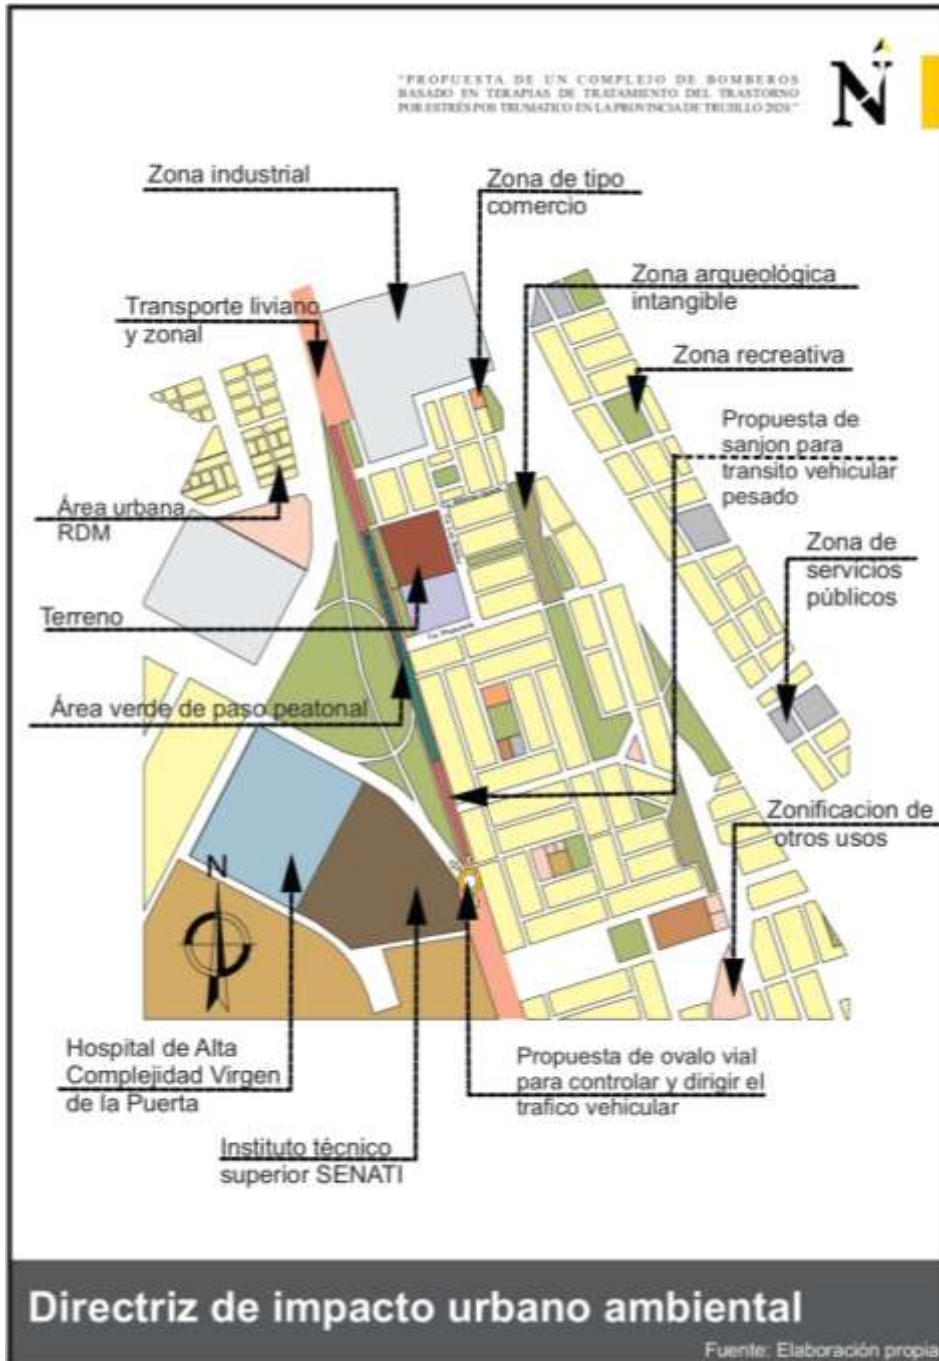 "PROPUESTA DE UN COMPLEJO DE BOMBEROS
BASADO EN TERAPIAS DE TRATAMIENTO DEL TRASTORNO
POR ESTRÉS POS TRUMATICO EN LA PROVINSCIA DE TRUJILLO 2020."
N
Zona industrial
Zona de tipo
comercio
Zona arqueológica
intangible
Transporte liviano
y zonal
Zona recreativa
Propuesta de
sanjon para
transito vehicular
pesado
Área urbana
RDM
Zona de
servicios
públicos
Terreno
Área verde de paso peatonal
Zonificacion de
otros usos
N
Hospital de Alta
Complejidad Virgen
de la Puerta
Propuesta de ovalo vial
para controlar y dirigir el
trafico vehicular
Instituto técnico
superior SENATI
Directriz de impacto urbano ambiental
Fuente: Elaboración propia